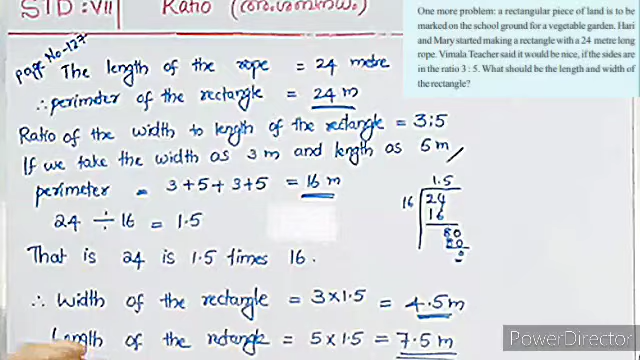 STD: VII Ratio (അംശബന്ധം)
One more problem: a rectangular piece of land is to be
marked on the school ground for a vegetable garden. Hari
and Mary started making a rectangle with a 24 metre long
rope. Vimala Teacher said it would be nice, if the sides are
in the ratio 3 : 5. What should be the length and width of
the rectangle?
Page No-127
The length of the rope = 24 metre
∴ perimeter of the rectangle = 24 m
Ratio of the width to length of the rectangle = 3:5
If we take the width as 3 m and length as 5 m,
perimeter = 3+5+3+5 = 16 m
24 ÷ 16 = 1.5
1.5
16 24
16
80
80
0
That is 24 is 1.5 times 16.
∴ Width of the rectangle = 3 × 1.5 = 4.5 m
Length of the rectangle = 5 × 1.5 = 7.5 m
PowerDirector